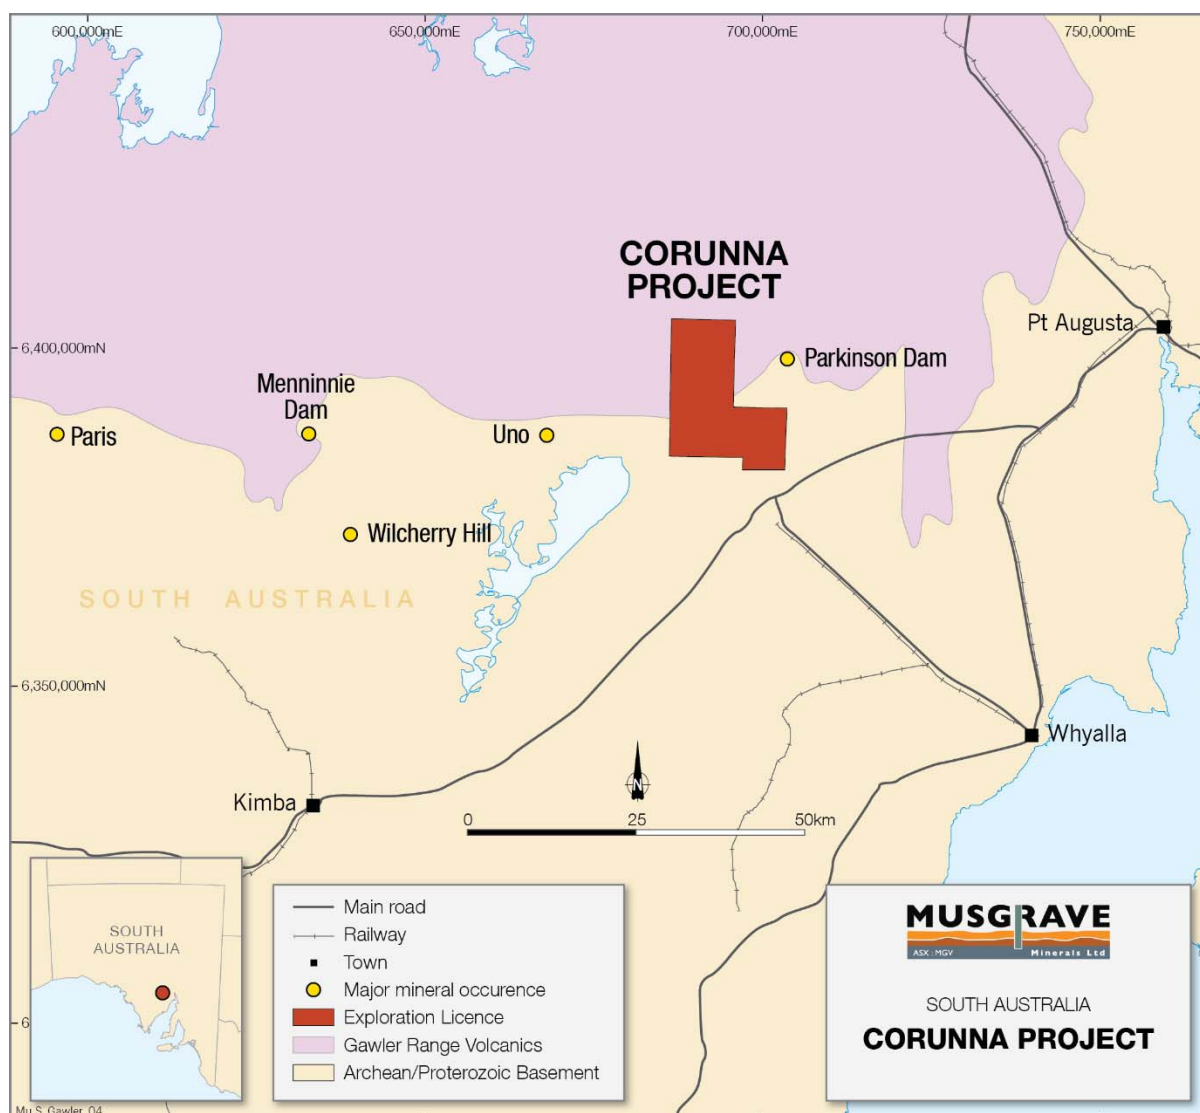 600,000mE
650,000mE
700,000mE
750,000mE
CORUNNA
PROJECT
Pt Augusta
6,400,000mN
Parkinson Dam
Menninnie
Dam
Paris
Uno
Wilcherry Hill
SOUTH AUSTRALIA
6,350,000mN
Whyalla
N
Kimba
0 25 50km
SOUTH
AUSTRALIA
6
Main road
Railway
Town
Major mineral occurence
Exploration Licence
Gawler Range Volcanics
Archean/Proterozoic Basement
MUSGRAVE
ASX : MGV Minerals Ltd
SOUTH AUSTRALIA
CORUNNA PROJECT
Mu S. Gawler_04